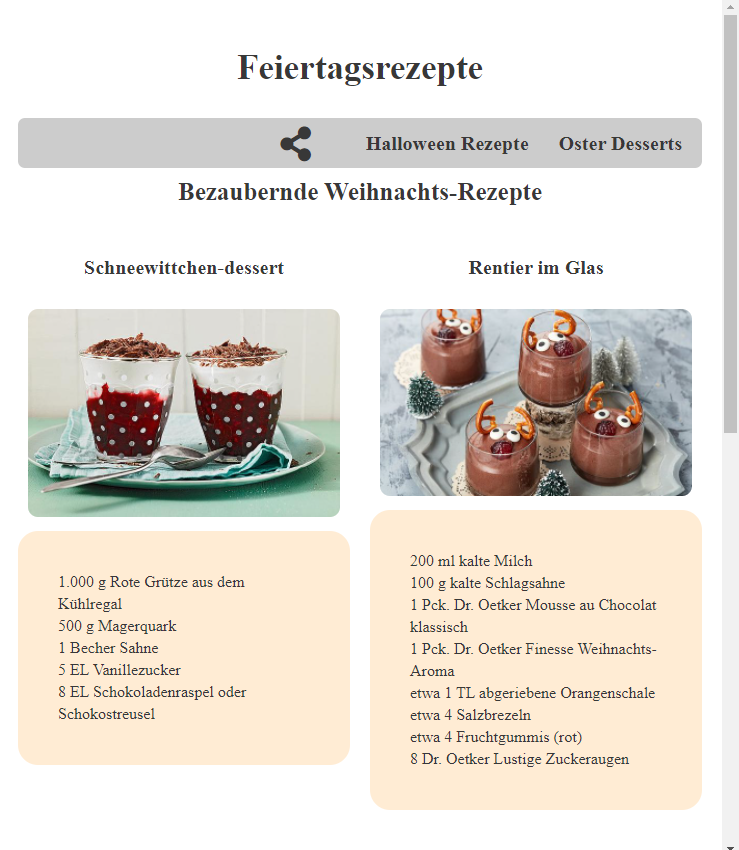 Feiertagsrezepte
Halloween Rezepte Oster Desserts
Bezaubernde Weihnachts-Rezepte
Schneewittchen-dessert
1.000 g Rote Grütze aus dem
Kühlregal
500 g Magerquark
1 Becher Sahne
5 EL Vanillezucker
8 EL Schokoladenraspel oder
Schokostreusel
Rentier im Glas
200 ml kalte Milch
100 g kalte Schlagsahne
1 Pck. Dr. Oetker Mousse au Chocolat
klassisch
1 Pck. Dr. Oetker Finesse Weihnachts-
Aroma
etwa 1 TL abgeriebene Orangenschale
etwa 4 Salzbrezeln
etwa 4 Fruchtgummis (rot)
8 Dr. Oetker Lustige Zuckeraugen